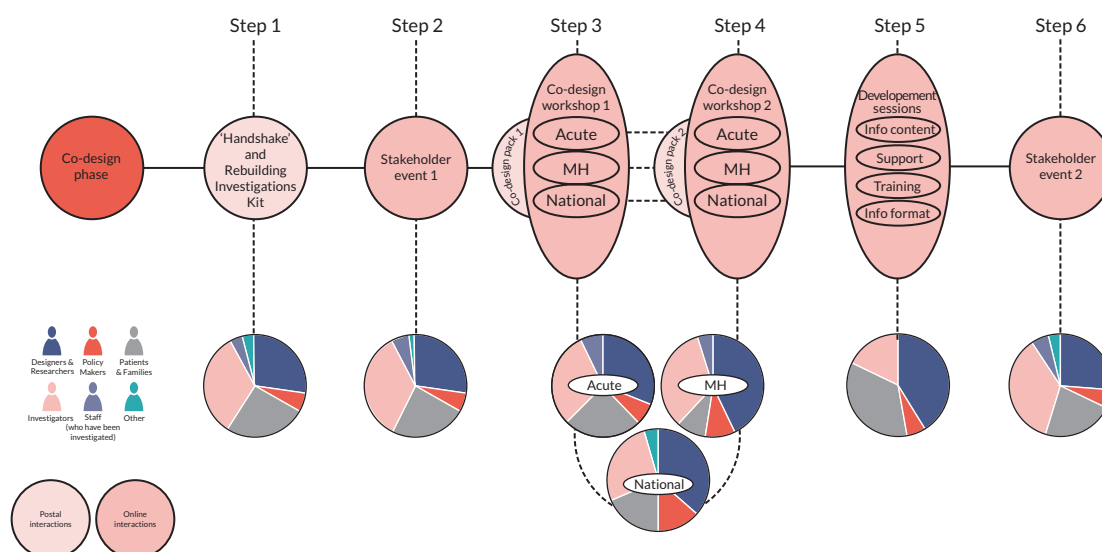 Step 1
Step 2
Step 3
Step 4
Step 5
Step 6
Co-design
phase
'Handshake'
and
Rebuilding
Investigations
Kit
Stakeholder
event 1
Co-design pack 1
Co-design
workshop 1
Acute
MH
National
Co-design pack 2
Co-design
workshop 2
Acute
MH
National
Developement
sessions
Info content
Support
Training
Info format
Stakeholder
event 2
Designers &
Researchers
Policy
Makers
Patients
& Families
Investigators
Staff
(who have been
investigated)
Other
Acute
MH
National
Postal
interactions
Online
interactions